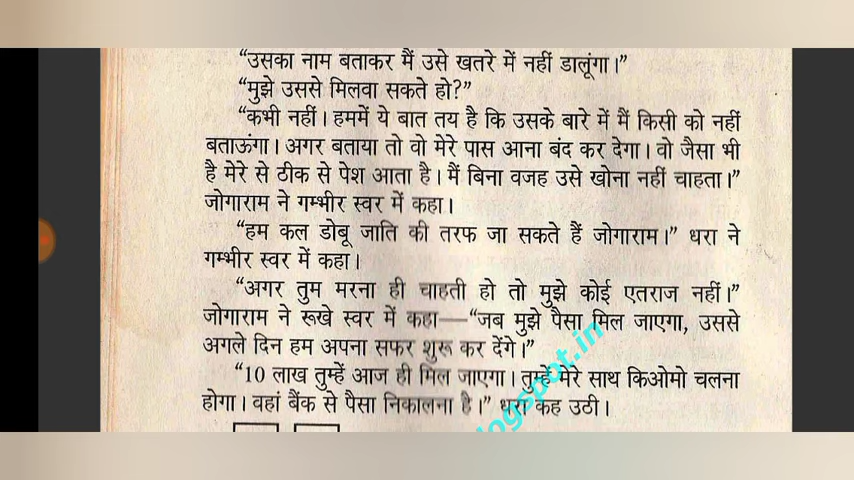 “उसका नाम बताकर मैं उसे खतरे में नहीं डालूंगा।”
“मुझे उससे मिलवा सकते हो?”
“कभी नहीं। हममें ये बात तय है कि उसके बारे में मैं किसी को नहीं
बताऊंगा। अगर बताया तो वो मेरे पास आना बंद कर देगा। वो जैसा भी
है मेरे से ठीक से पेश आता है। मैं बिना वजह उसे खोना नहीं चाहता।”
जोगाराम ने गम्भीर स्वर में कहा।
“हम कल डोबू जाति की तरफ जा सकते हैं जोगाराम।” धरा ने
गम्भीर स्वर में कहा।
“अगर तुम मरना ही चाहती हो तो मुझे कोई एतराज नहीं।”
जोगाराम ने रूखे स्वर में कहा—“जब मुझे पैसा मिल जाएगा, उससे
अगले दिन हम अपना सफर शुरू कर देंगे।”
“10 लाख तुम्हें आज ही मिल जाएगा। तुम्हें मेरे साथ किओमो चलना
होगा। वहां बैंक से पैसा निकालना है।” धरा कह उठी।
logspot.in